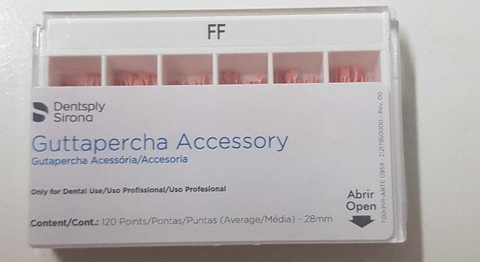 FF
Dentsply
Sirona
Guttapercha Accessory
Gutapercha Acessória/Accesoria
Only for Dental Use/Uso Profissional/Uso Profesional
Content/Cont.: 120 Points/Pontas/Puntas (Average/Média) - 28mm
Abrir
Open